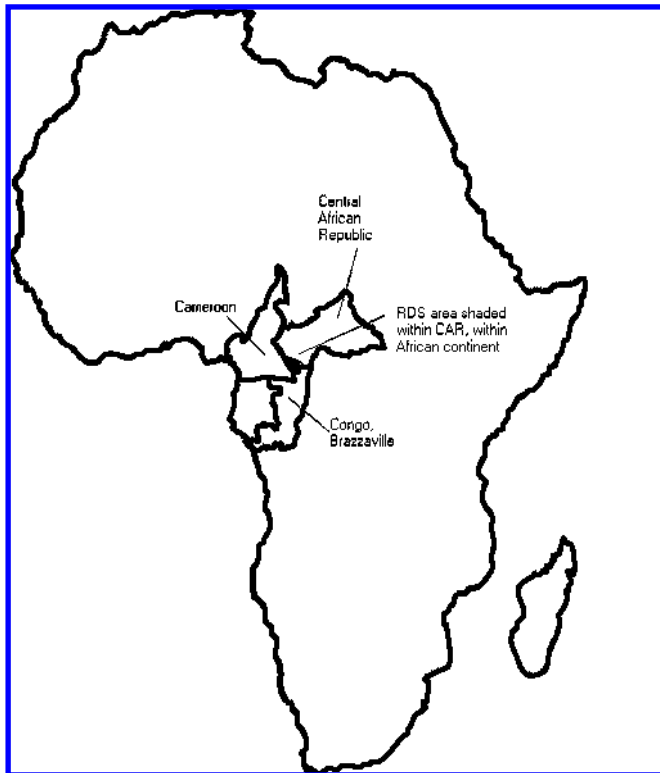 Central
African
Republic
Cameroon
RDS area shaded
within CAR, within
African continent
Congo,
Brazzaville